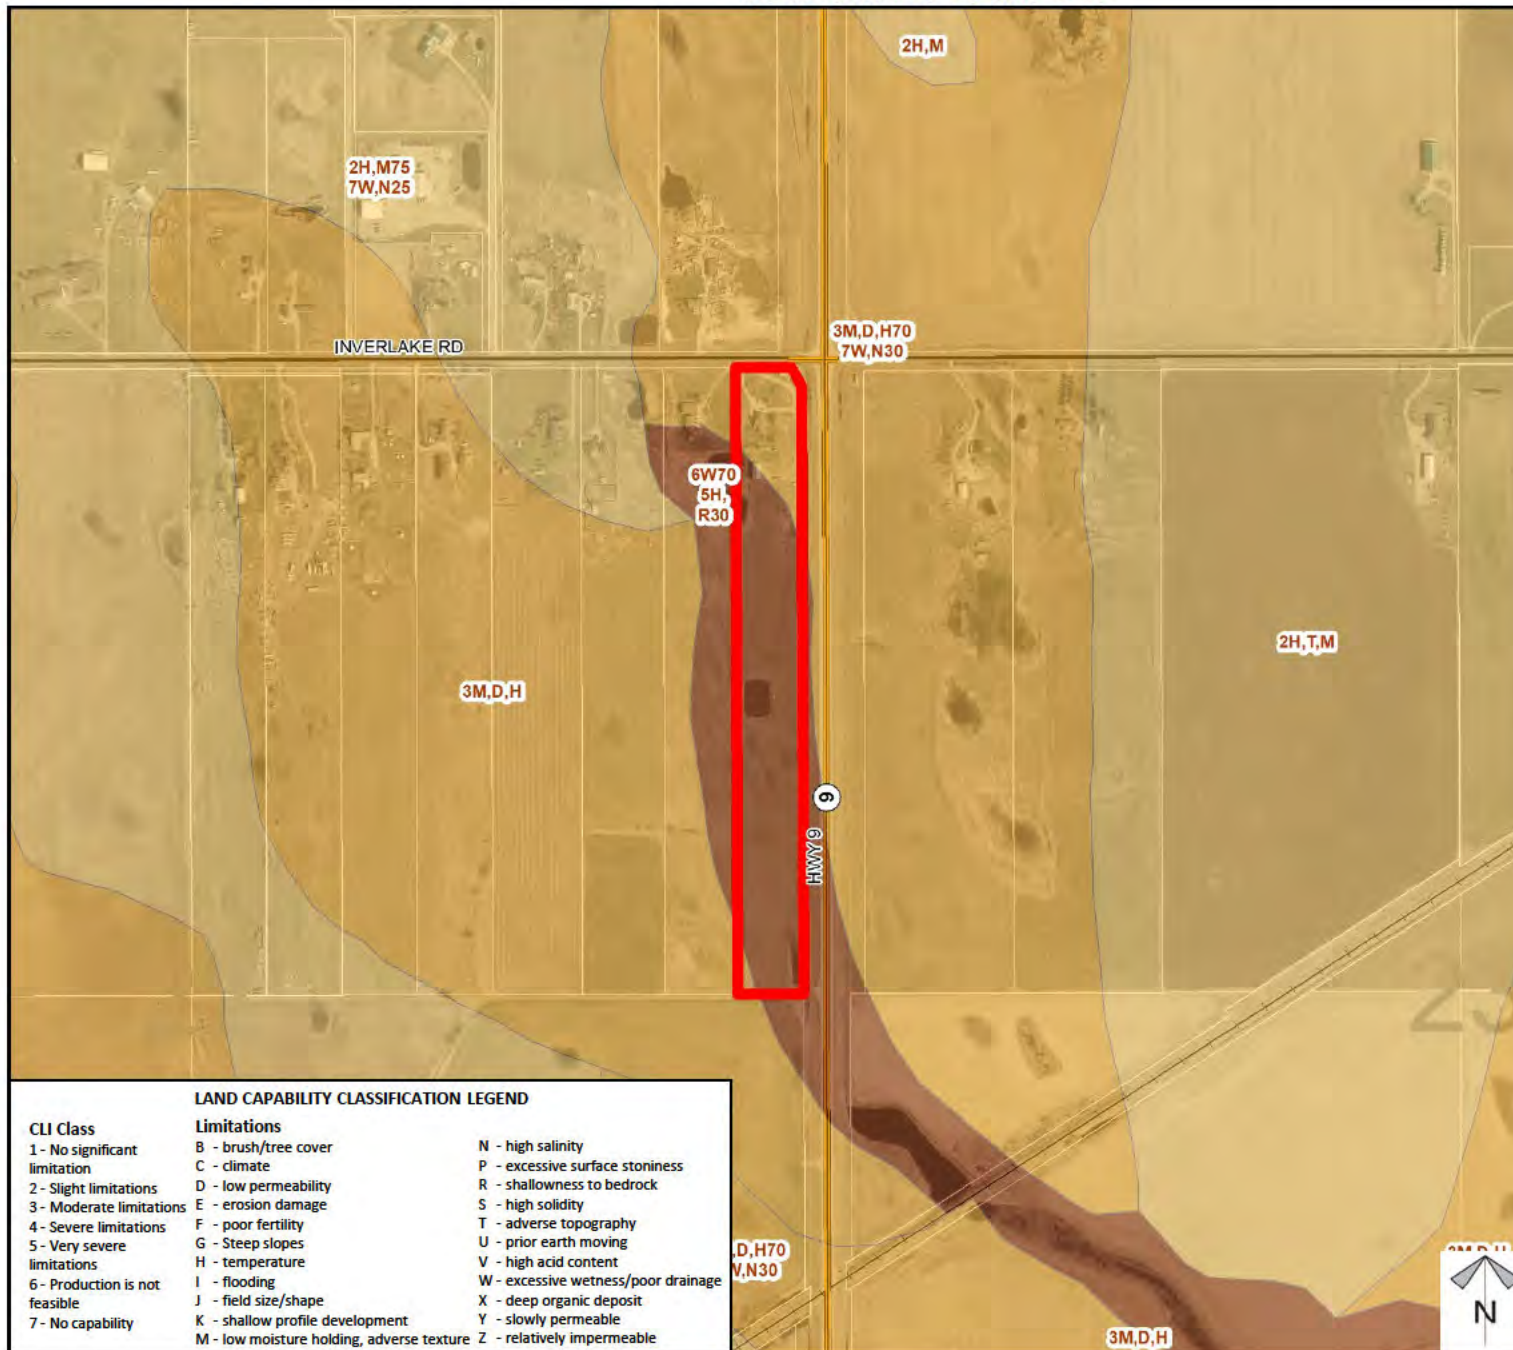 2H,M
2H,M75
7W,N25
INVERLAKE RD
3M,D,H70
7W,N30
6W70
5H,
R30
2H,T,M
3M,D,H
9
HWY 9
LAND CAPABILITY CLASSIFICATION LEGEND
CLI Class
1 - No significant
limitation
2 - Slight limitations
3 - Moderate limitations
4 - Severe limitations
5 - Very severe
limitations
6 - Production is not
feasible
7 - No capability
Limitations
B - brush/tree cover
C - climate
D - low permeability
E - erosion damage
F - poor fertility
G - Steep slopes
H - temperature
I - flooding
J - field size/shape
K - shallow profile development
M - low moisture holding, adverse texture
N - high salinity
P - excessive surface stoniness
R - shallowness to bedrock
S - high solidity
T - adverse topography
U - prior earth moving
V - high acid content
W - excessive wetness/poor drainage
X - deep organic deposit
Y - slowly permeable
Z - relatively impermeable
,D,H70
,N30
3M,D,H
3M,D,H
N